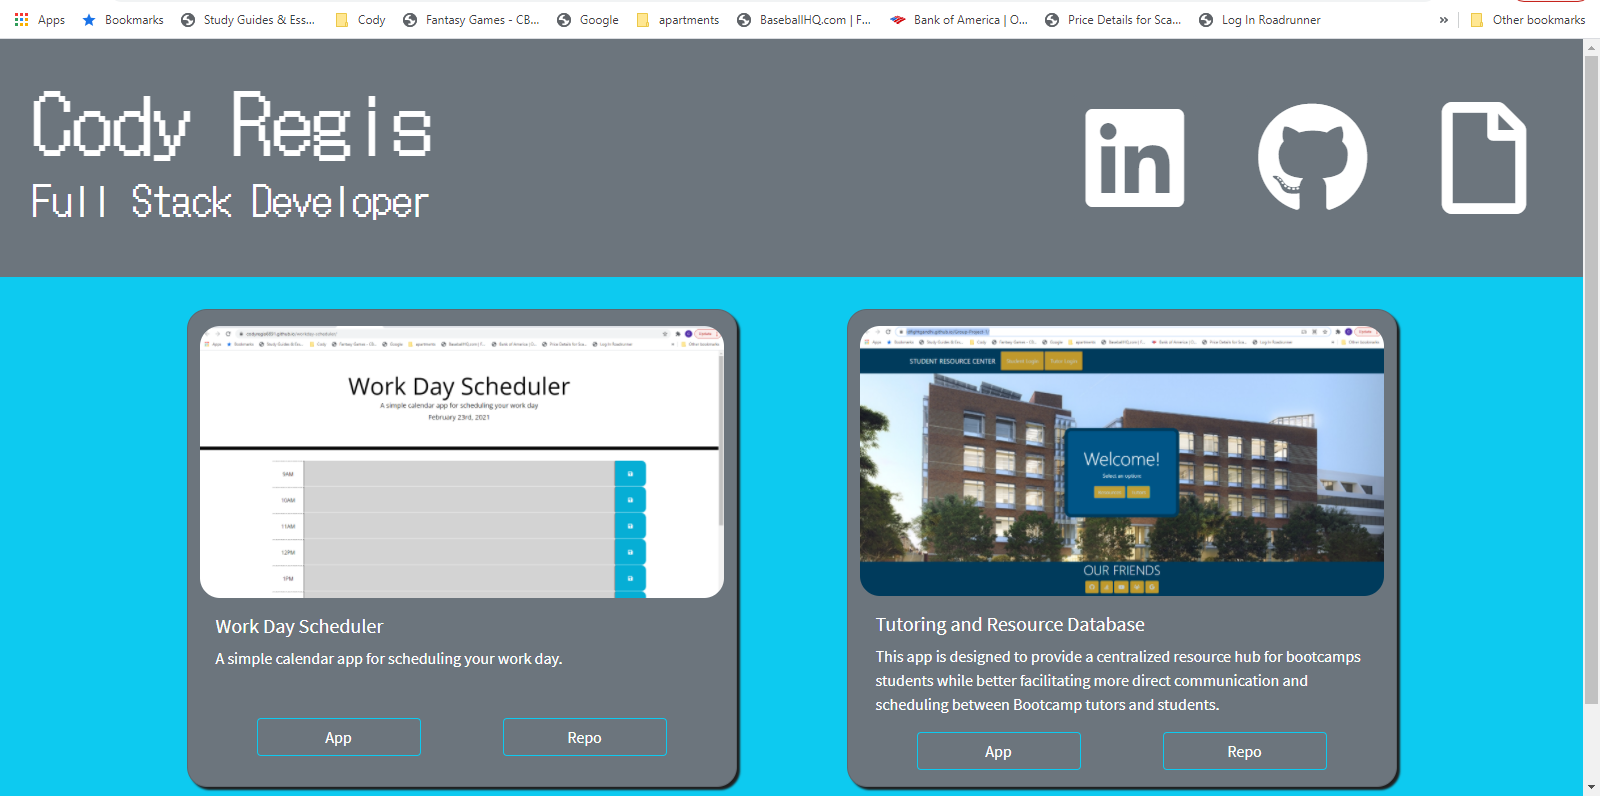 Apps Bookmarks Study Guides & Ess... Cody Fantasy Games - CB... Google apartments BaseballHQ.com | F... Bank of America | O... Price Details for Sca... Log In Roadrunner » Other bookmarks
Cody Regis
Full Stack Developer
in
Work Day Scheduler
A simple calendar app for scheduling your work day
February 23rd, 2021
9AM
10AM
11AM
12PM
1PM
Work Day Scheduler
A simple calendar app for scheduling your work day.
App Repo
STUDENT RESOURCE CENTER Student Login Tutor Login
Welcome!
Select an option
OUR FRIENDS
Tutoring and Resource Database
This app is designed to provide a centralized resource hub for bootcamps
students while better facilitating more direct communication and
scheduling between Bootcamp tutors and students.
App Repo